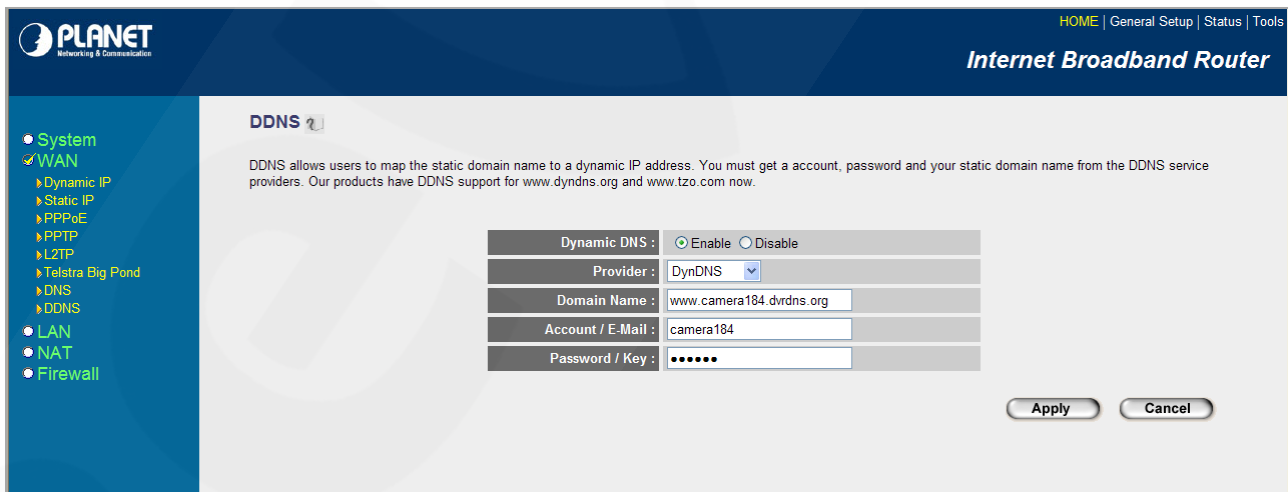 PLANET
Networking & Communication
HOME | General Setup | Status | Tools
Internet Broadband Router
System
WAN
Dynamic IP
Static IP
PPPoE
PPTP
L2TP
Telstra Big Pond
DNS
DDNS
LAN
NAT
Firewall
DDNS
DDNS allows users to map the static domain name to a dynamic IP address. You must get a account, password and your static domain name from the DDNS service
providers. Our products have DDNS support for www.dyndns.org and www.tzo.com now.
Dynamic DNS : Enable Disable
Provider : DynDNS
Domain Name : www.camera184.dvrdns.org
Account / E-Mail : camera184
Password / Key : ••••••
Apply Cancel